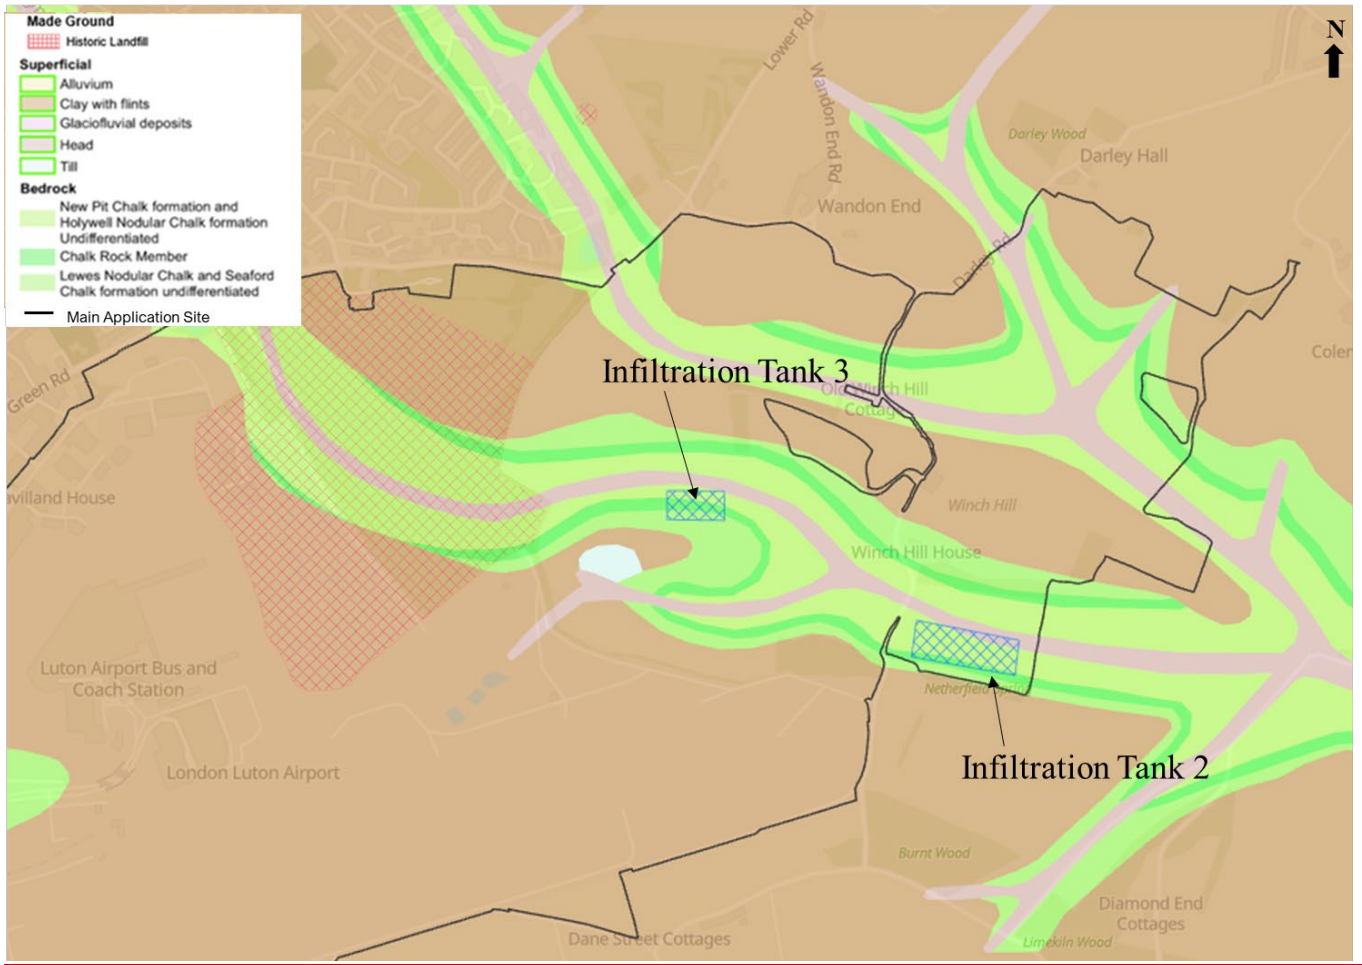 Made Ground
Historic Landfill
Superficial
Alluvium
Clay with flints
Glaciofluvial deposits
Head
Till
Bedrock
New Pit Chalk formation and
Holywell Nodular Chalk formation
Undifferentiated
Chalk Rock Member
Lewes Nodular Chalk and Seaford
Chalk formation undifferentiated
Main Application Site
N
Lower Rd
Wandon End Rd
Darley Wood
Darley Hall
Wandon End
Darley Rd
Coler
Green Rd
Infiltration Tank 3
Old Winch Hill
Cottag
avilland House
Winch Hill
Winch Hill House
Luton Airport Bus and
Coach Station
Netherfield Spring
London Luton Airport
Infiltration Tank 2
Burnt Wood
Diamond End
Cottages
Dane Street Cottages
Limekiln Wood